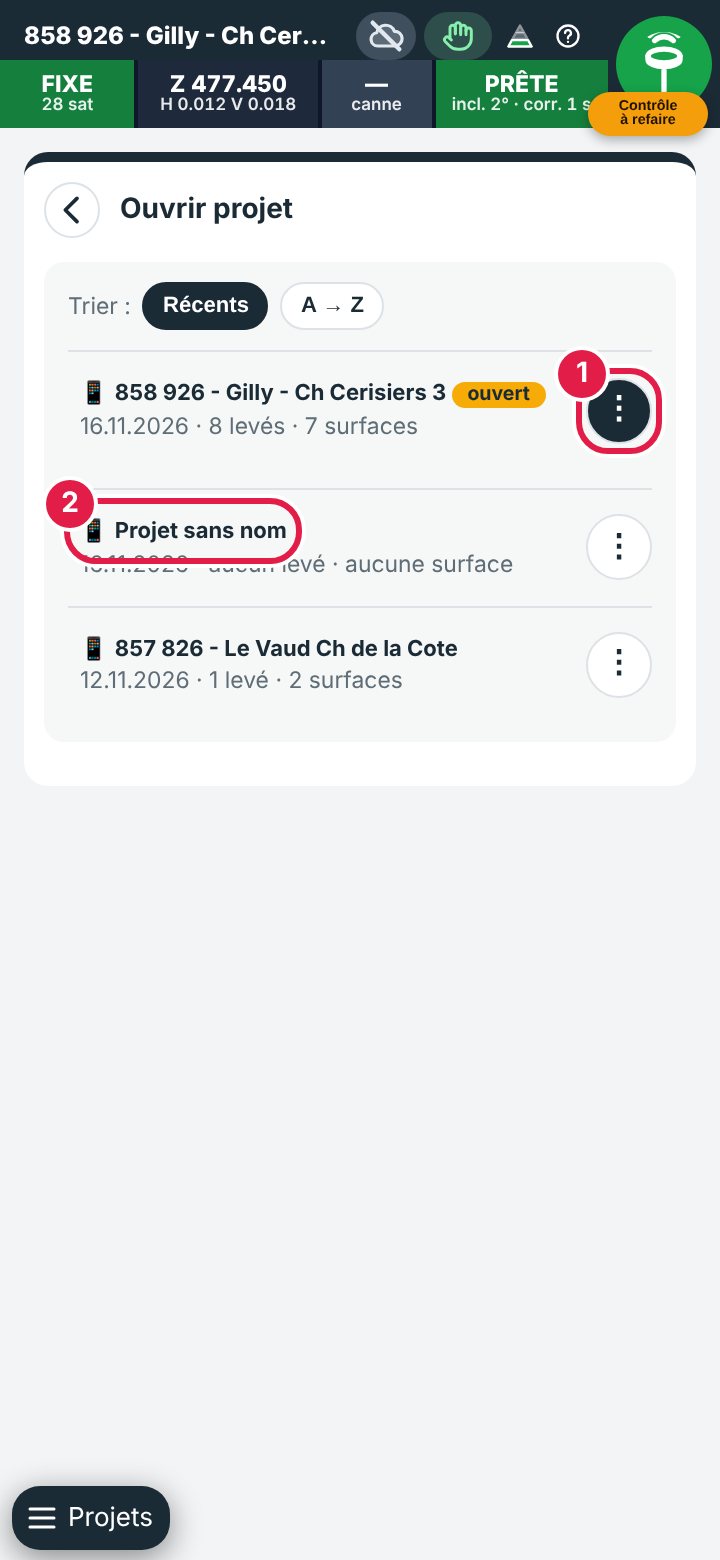 858 926 - Gilly - Ch Cer...
FIXE
28 sat
Z 477.450
H 0.012 V 0.018
—
canne
PRÊTE
incl. 2° · corr. 1 s
Contrôle
à refaire
Ouvrir projet
Trier :
Récents
A → Z
858 926 - Gilly - Ch Cerisiers 3 ouvert
16.11.2026 · 8 levés · 7 surfaces
1
2
Projet sans nom
aucun levé · aucune surface
857 826 - Le Vaud Ch de la Cote
12.11.2026 · 1 levé · 2 surfaces
Projets